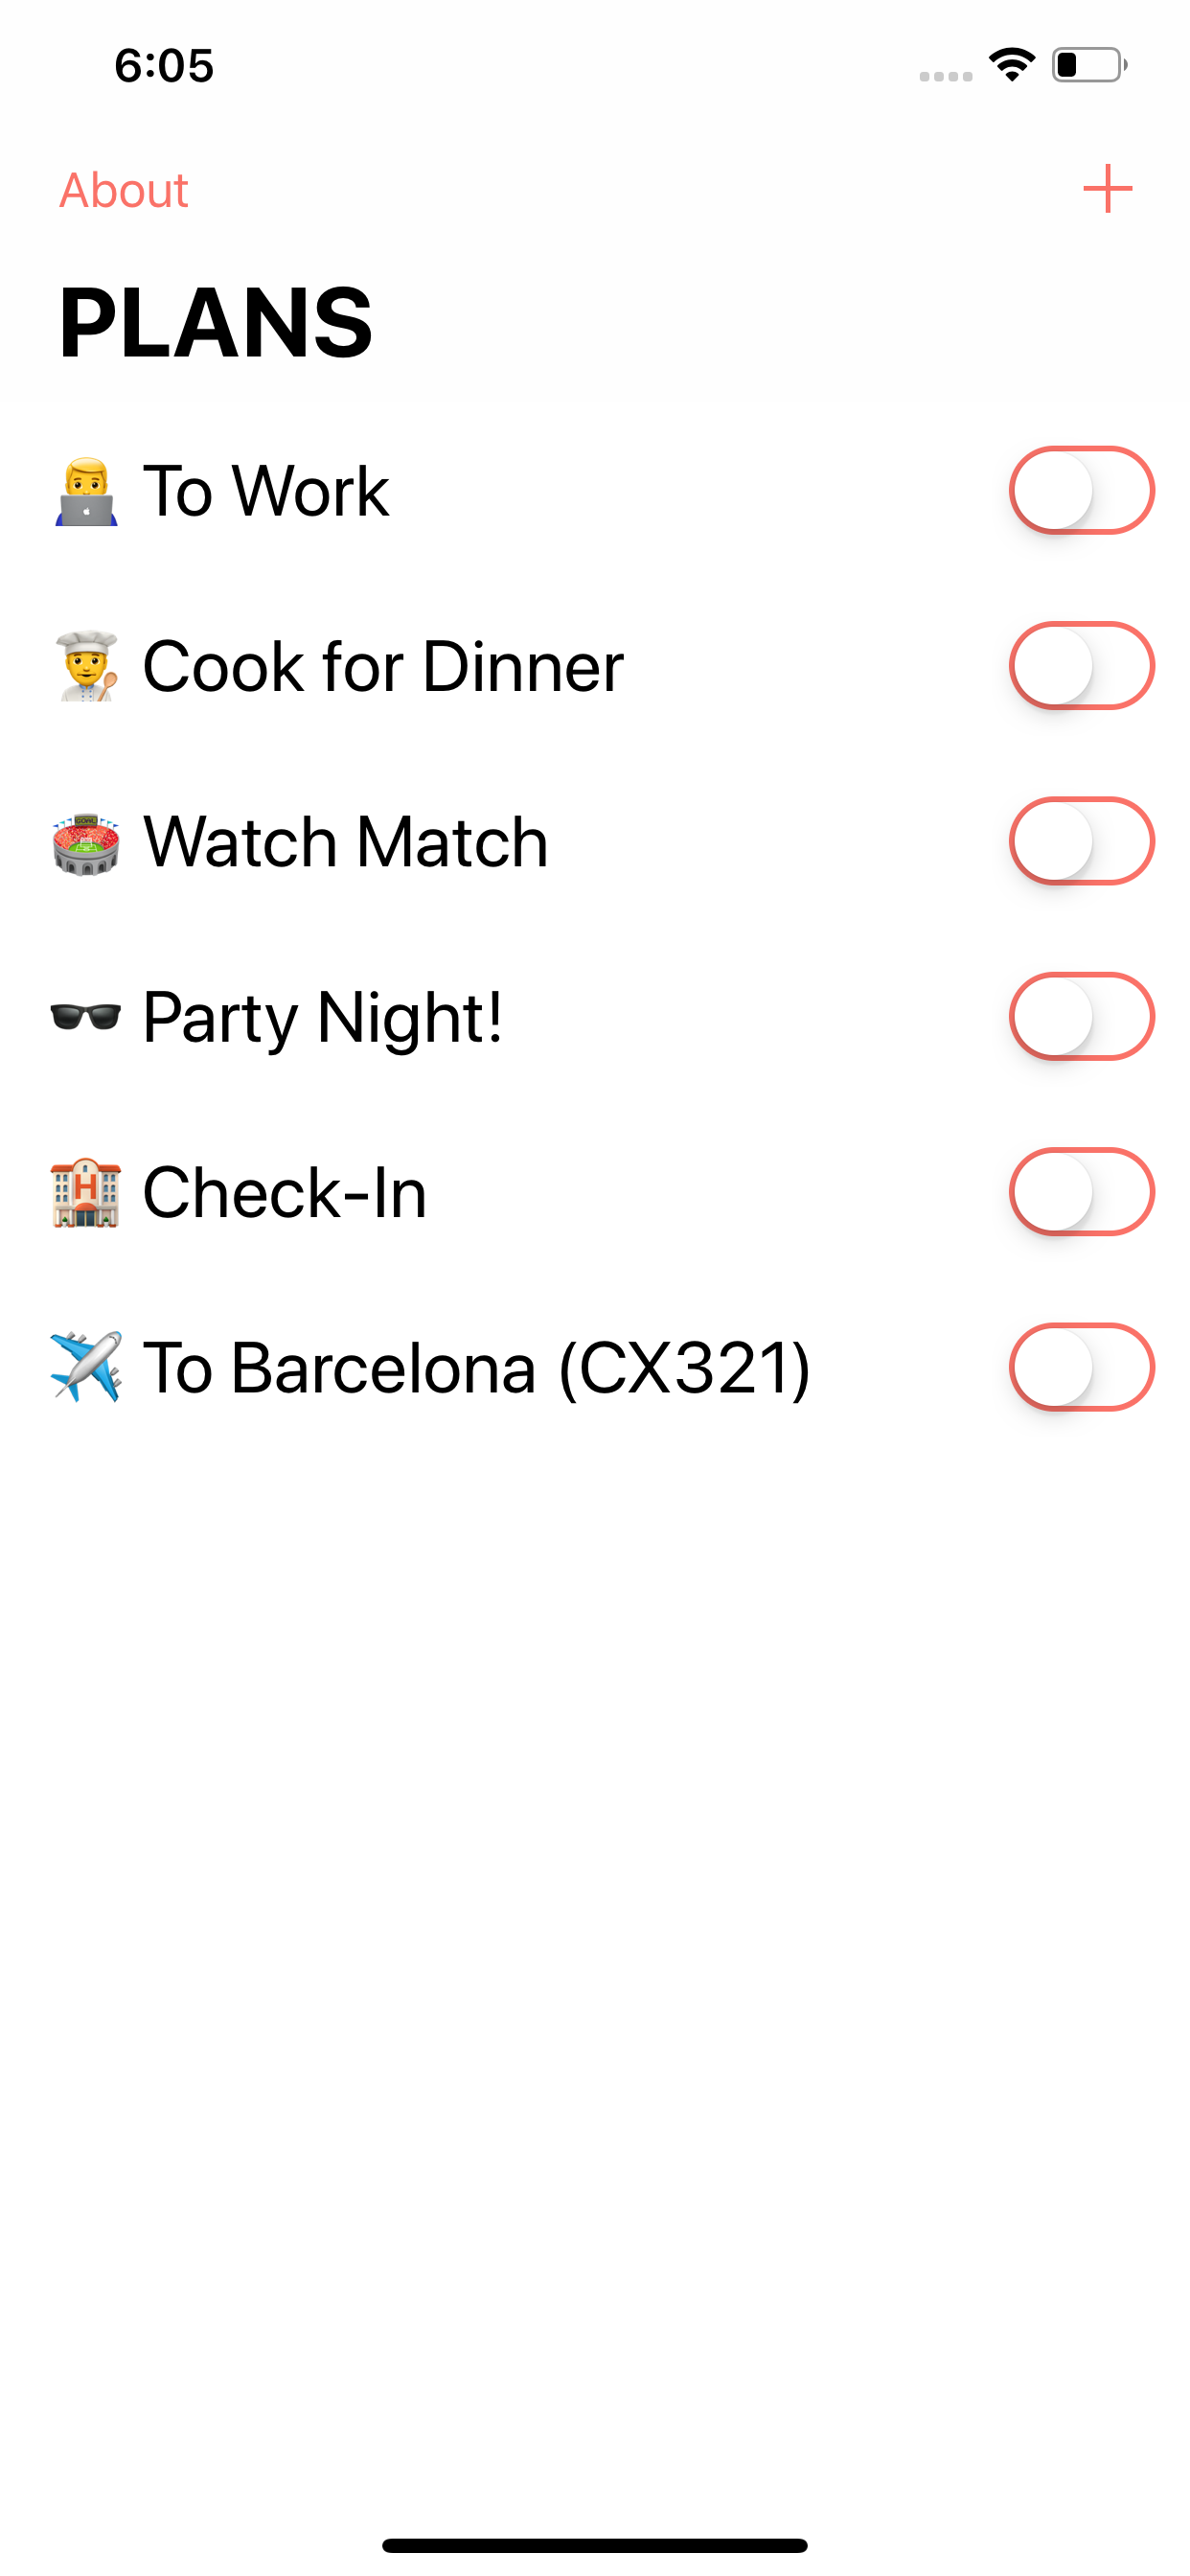 6:05
About
PLANS
To Work
Cook for Dinner
Watch Match
Party Night!
Check-In
To Barcelona (CX321)